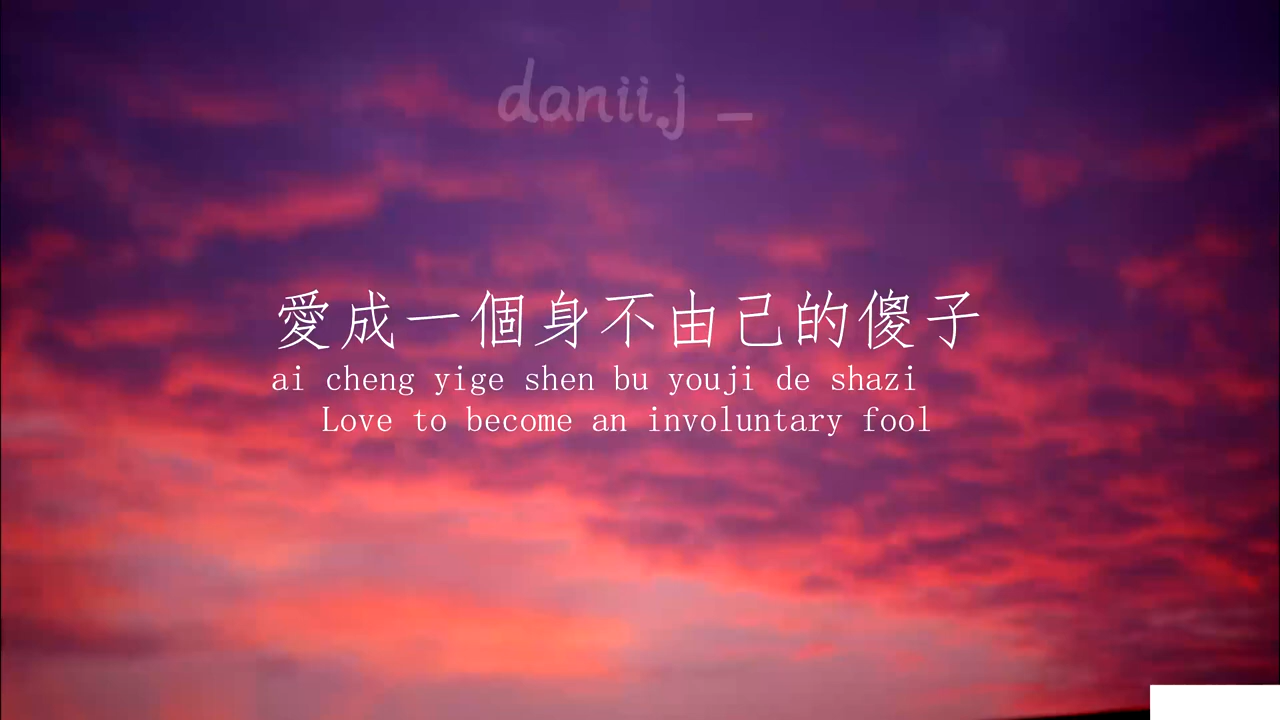 danii.j _
愛成一個身不由己的傻子
ai cheng yige shen bu youji de shazi
Love to become an involuntary fool